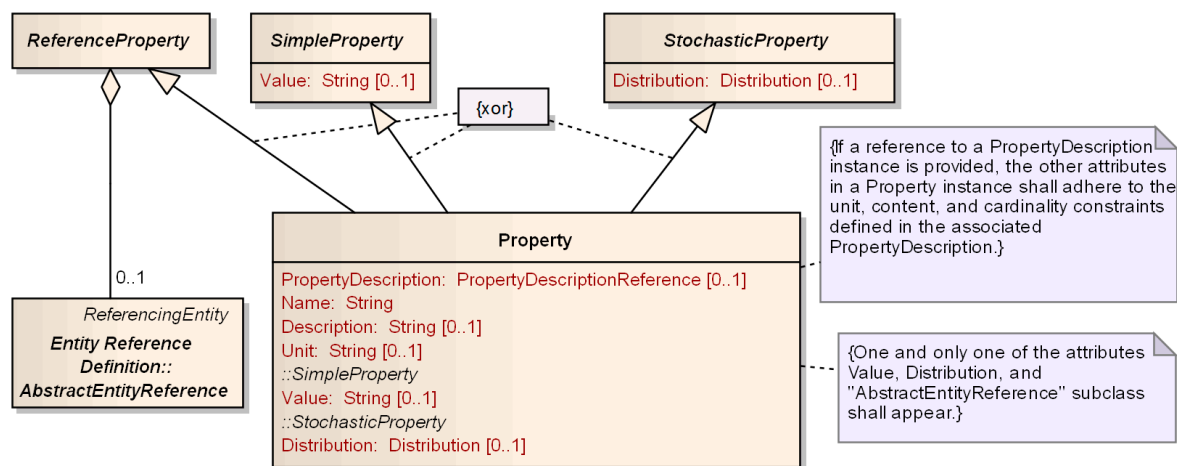 ReferenceProperty
SimpleProperty
Value:  String [0..1]
StochasticProperty
Distribution:  Distribution [0..1]
{xor}
{If a reference to a PropertyDescription
instance is provided, the other attributes
in a Property instance shall adhere to the
unit, content, and cardinality constraints
defined in the associated
PropertyDescription.}
Property
PropertyDescription:  PropertyDescriptionReference [0..1]
Name:  String
Description:  String [0..1]
Unit:  String [0..1]
::SimpleProperty
Value:  String [0..1]
::StochasticProperty
Distribution:  Distribution [0..1]
0..1
ReferencingEntity
Entity Reference
Definition::
AbstractEntityReference
{One and only one of the attributes
Value, Distribution, and
"AbstractEntityReference" subclass
shall appear.}